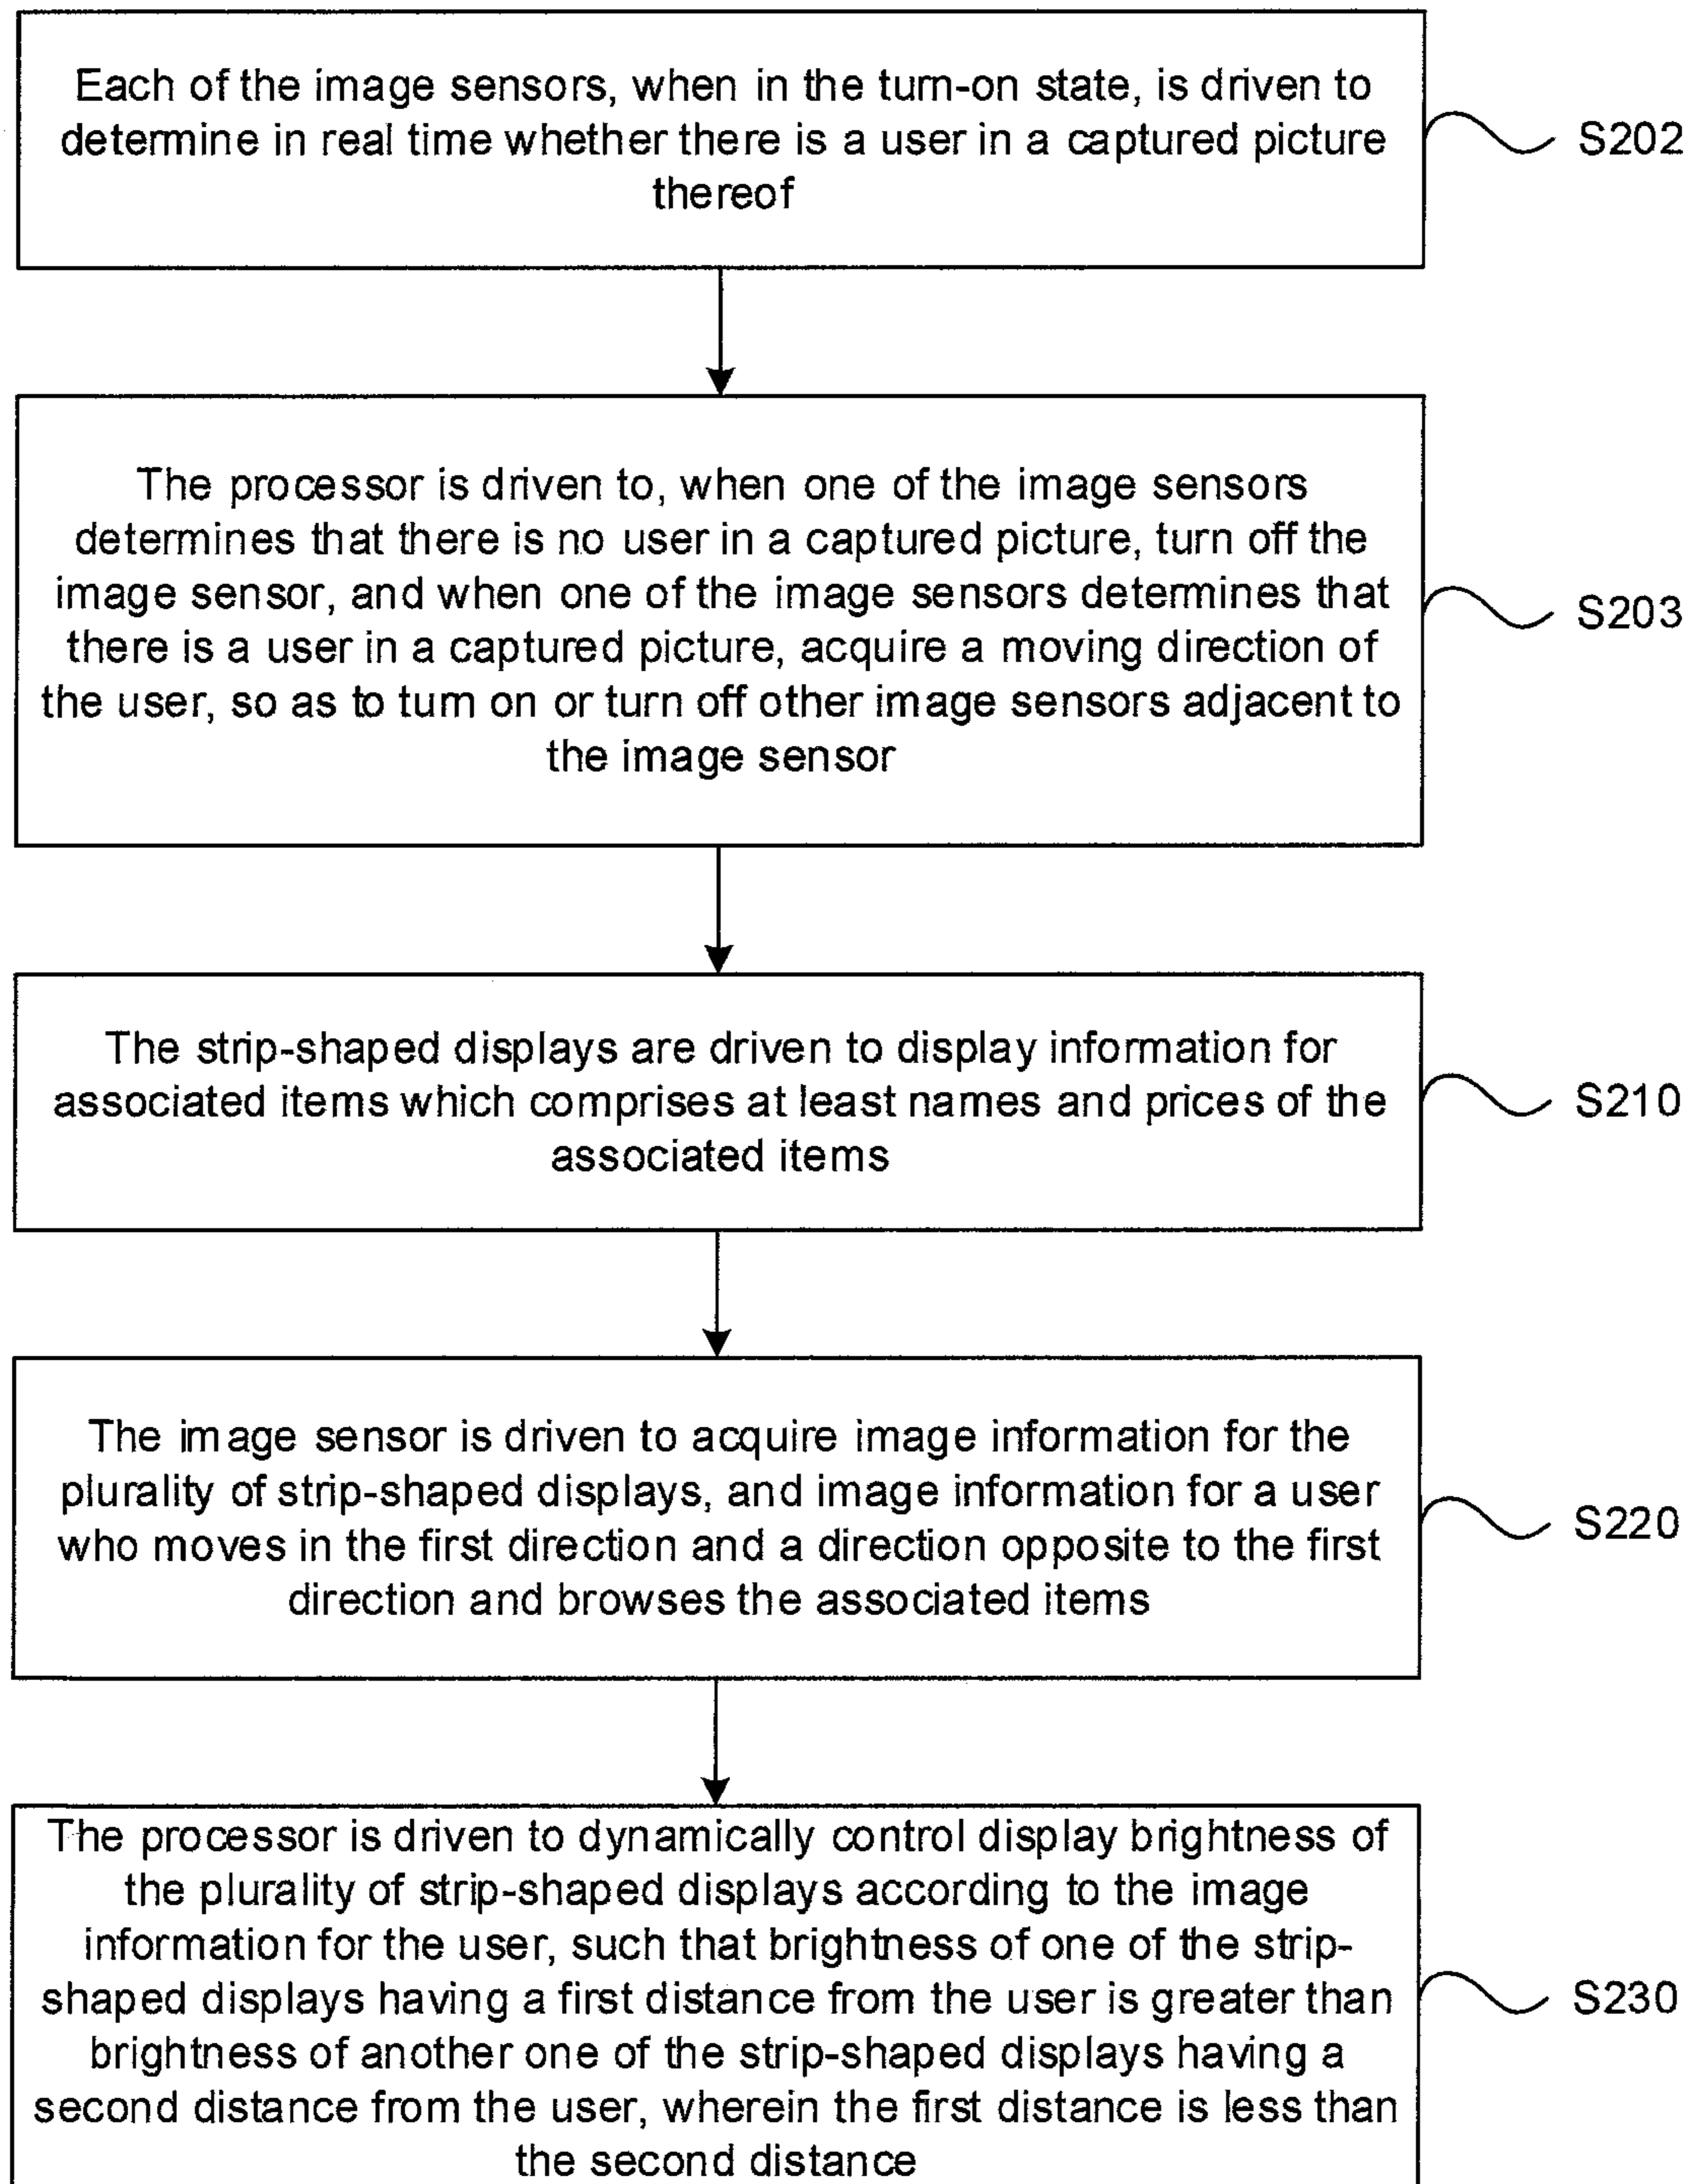 Each of the image sensors, when in the turn-on state, is driven to
determine in real time whether there is a user in a captured picture
thereof
S202
The processor is driven to, when one of the image sensors
determines that there is no user in a captured picture, turn off the
image sensor, and when one of the image sensors determines that
there is a user in a captured picture, acquire a moving direction of
the user, so as to turn on or turn off other image sensors adjacent to
the image sensor
S203
The strip-shaped displays are driven to display information for
associated items which comprises at least names and prices of the
associated items
S210
The image sensor is driven to acquire image information for the
plurality of strip-shaped displays, and image information for a user
who moves in the first direction and a direction opposite to the first
direction and browses the associated items
S220
The processor is driven to dynamically control display brightness of
the plurality of strip-shaped displays according to the image
information for the user, such that brightness of one of the strip-
shaped displays having a first distance from the user is greater than
brightness of another one of the strip-shaped displays having a
second distance from the user, wherein the first distance is less than
the second distance
S230